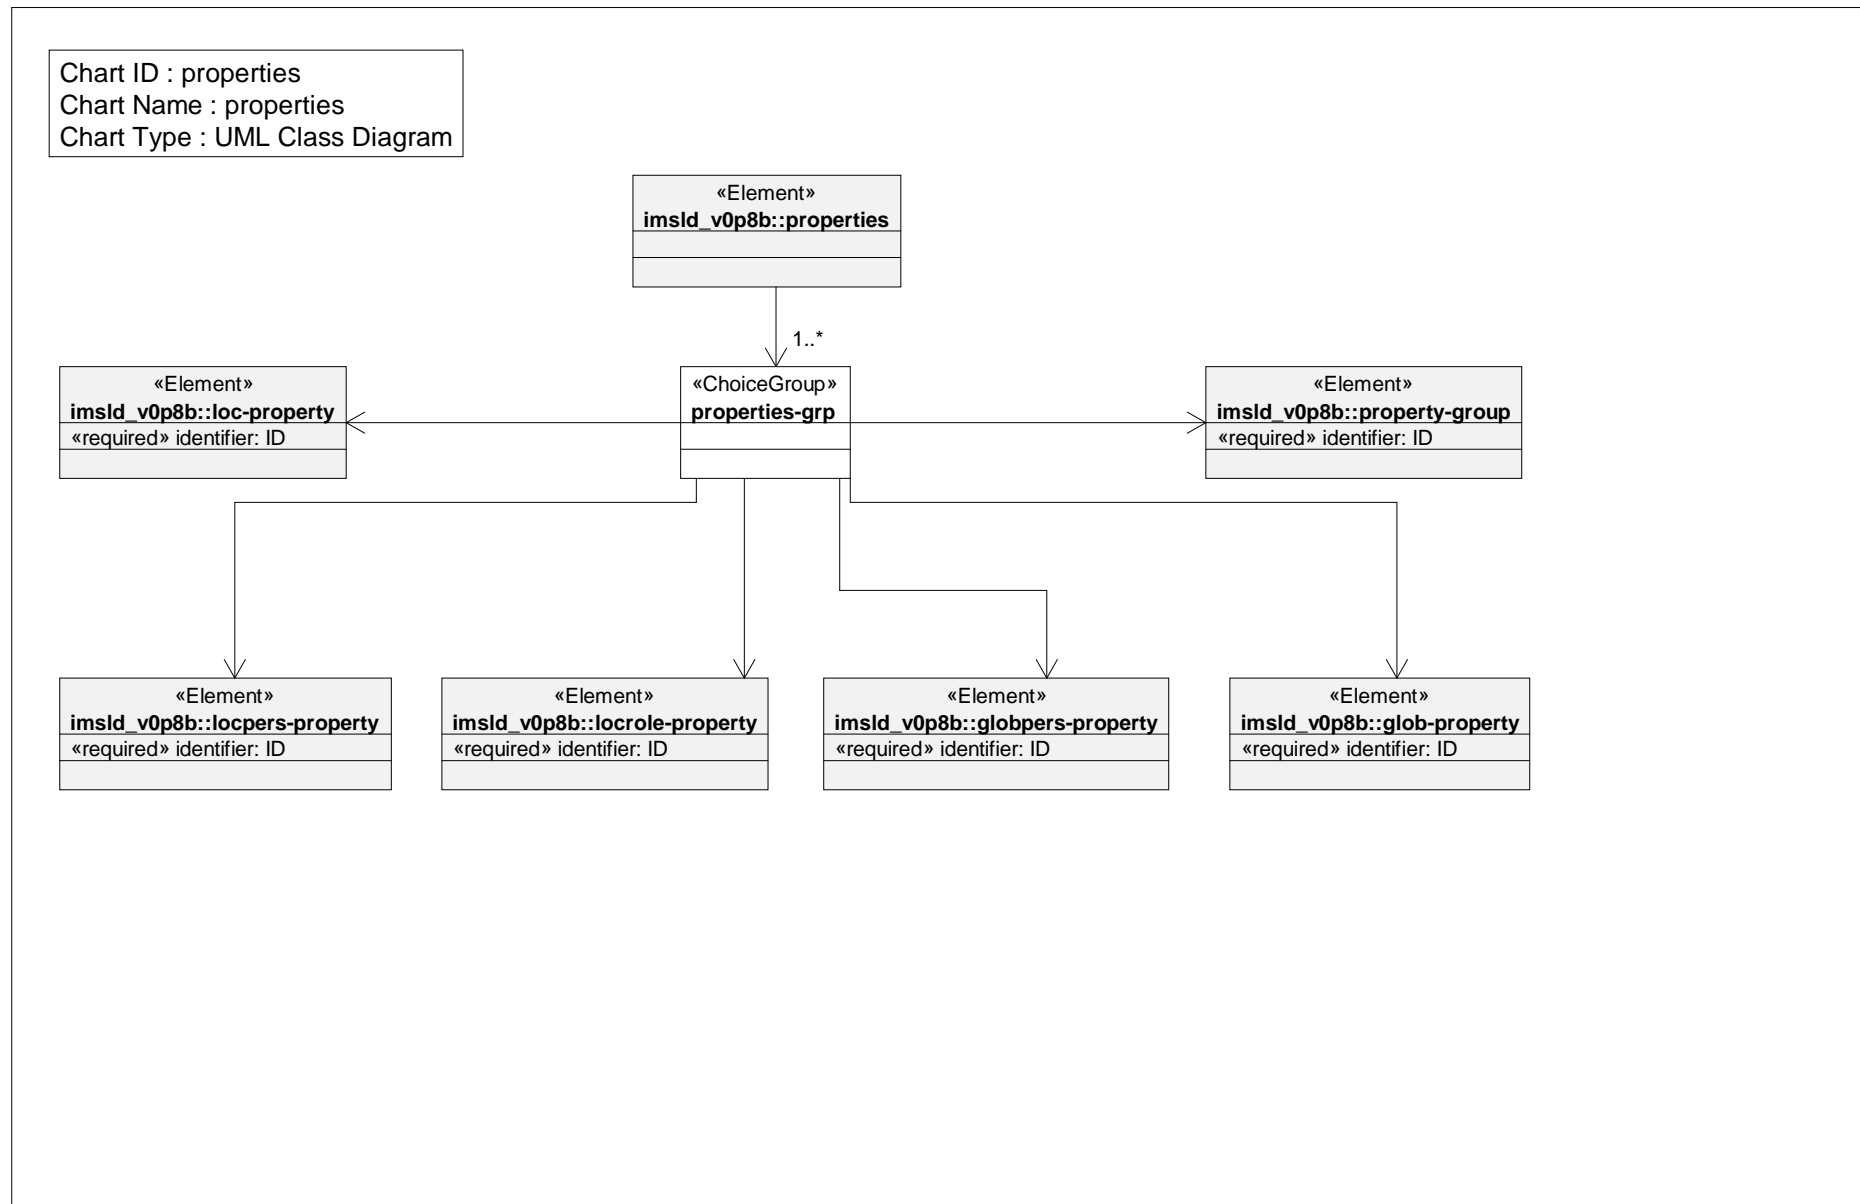 Chart ID : properties
Chart Name : properties
Chart Type : UML Class Diagram
«Element»
imsld_v0p8b::properties
1..*
«Element»
imsld_v0p8b::loc-property
«required» identifier: ID
«ChoiceGroup»
properties-grp
«Element»
imsld_v0p8b::property-group
«required» identifier: ID
«Element»
imsld_v0p8b::locpers-property
«required» identifier: ID
«Element»
imsld_v0p8b::locrole-property
«required» identifier: ID
«Element»
imsld_v0p8b::globpers-property
«required» identifier: ID
«Element»
imsld_v0p8b::glob-property
«required» identifier: ID